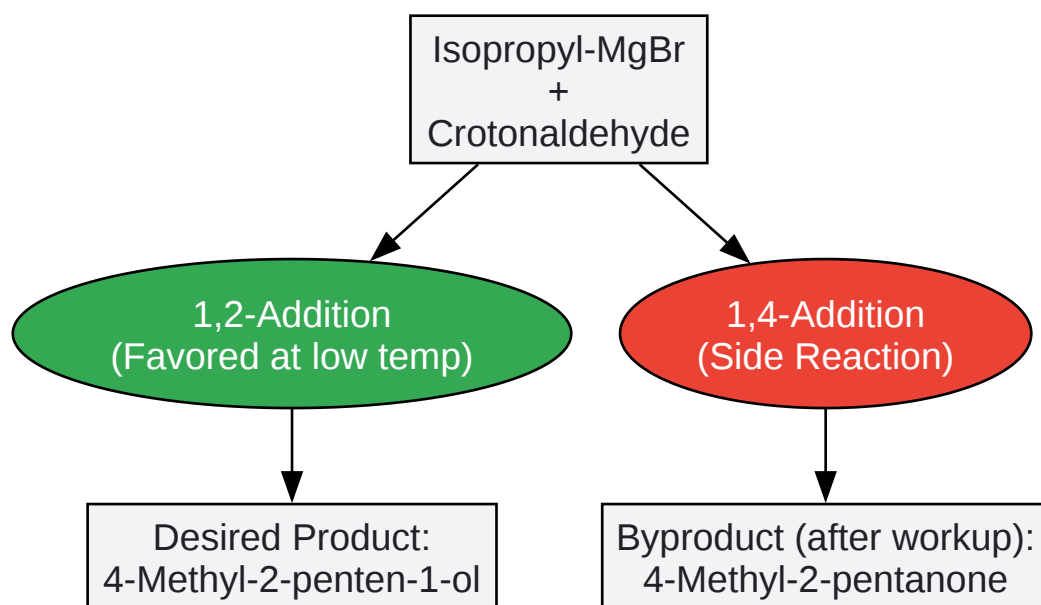 Isopropyl-MgBr
+
Crotonaldehyde
1,2-Addition
(Favored at low temp)
1,4-Addition
(Side Reaction)
Desired Product:
4-Methyl-2-penten-1-ol
Byproduct (after workup):
4-Methyl-2-pentanone